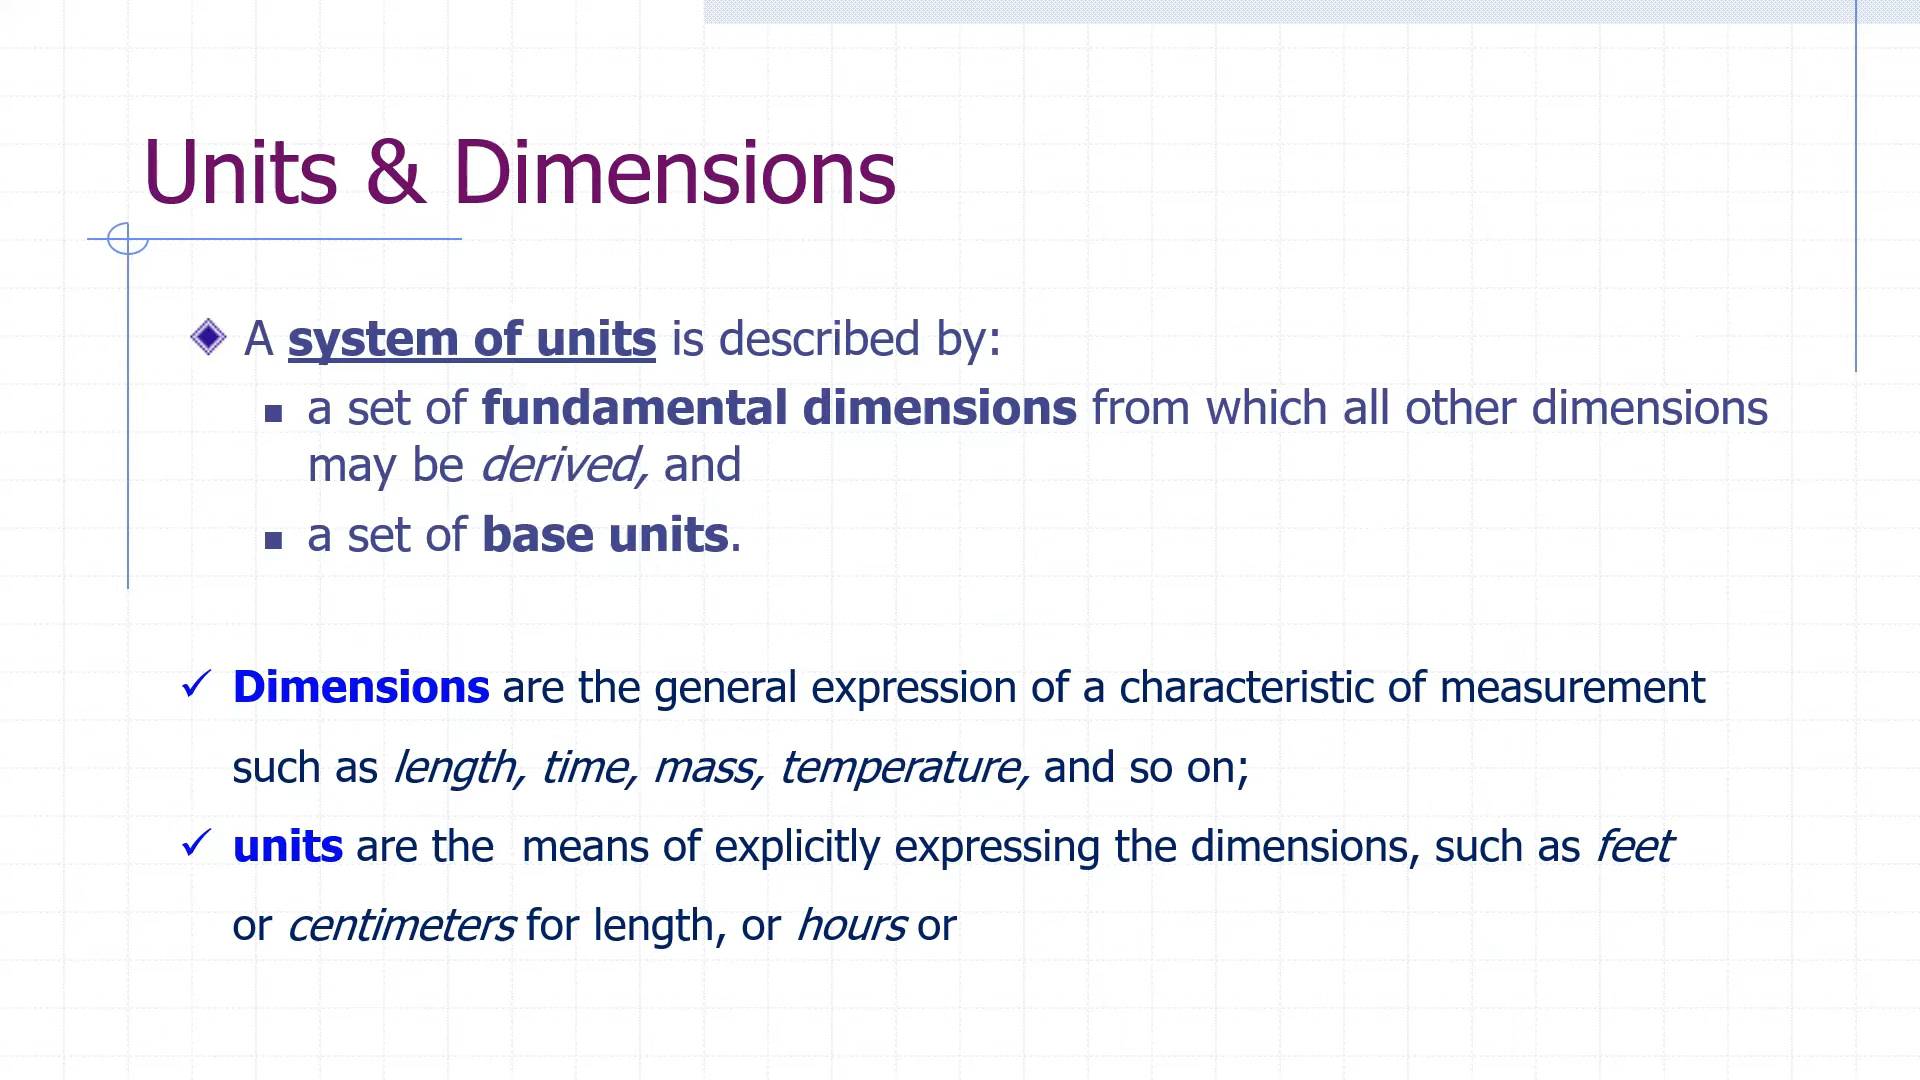 Units & Dimensions
A system of units is described by:
a set of fundamental dimensions from which all other dimensions
may be derived, and
a set of base units.
Dimensions are the general expression of a characteristic of measurement
such as length, time, mass, temperature, and so on;
units are the means of explicitly expressing the dimensions, such as feet
or centimeters for length, or hours or